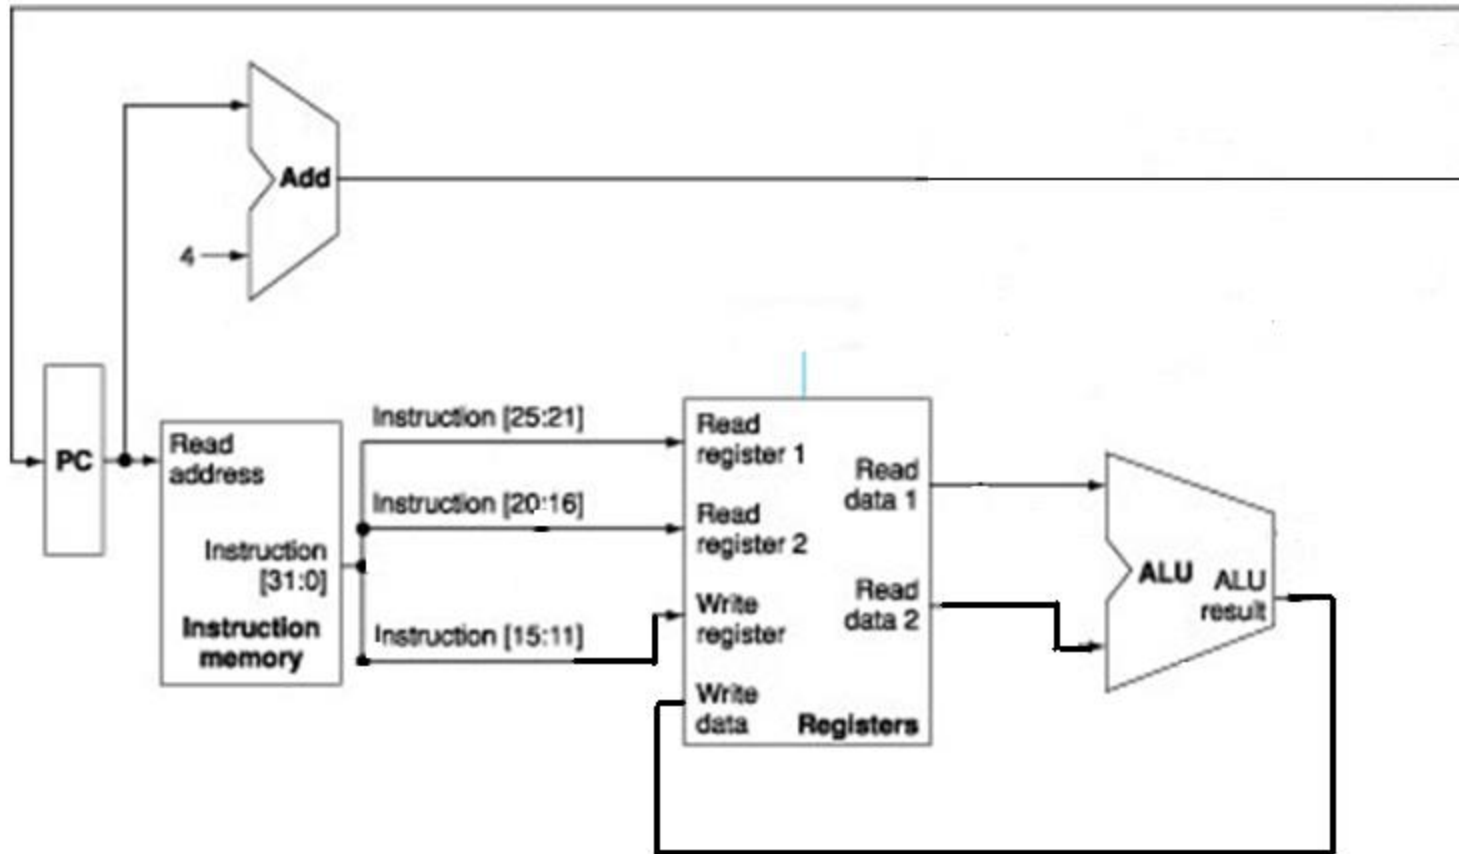 Add
4
PC
Read
address
Instruction
[31:0]
Instruction
memory
Instruction [25:21]
Instruction [20:16]
Instruction [15:11]
Read
register 1
Read
register 2
Write
register
Write
data
Read
data 1
Read
data 2
Registers
ALU
ALU
result